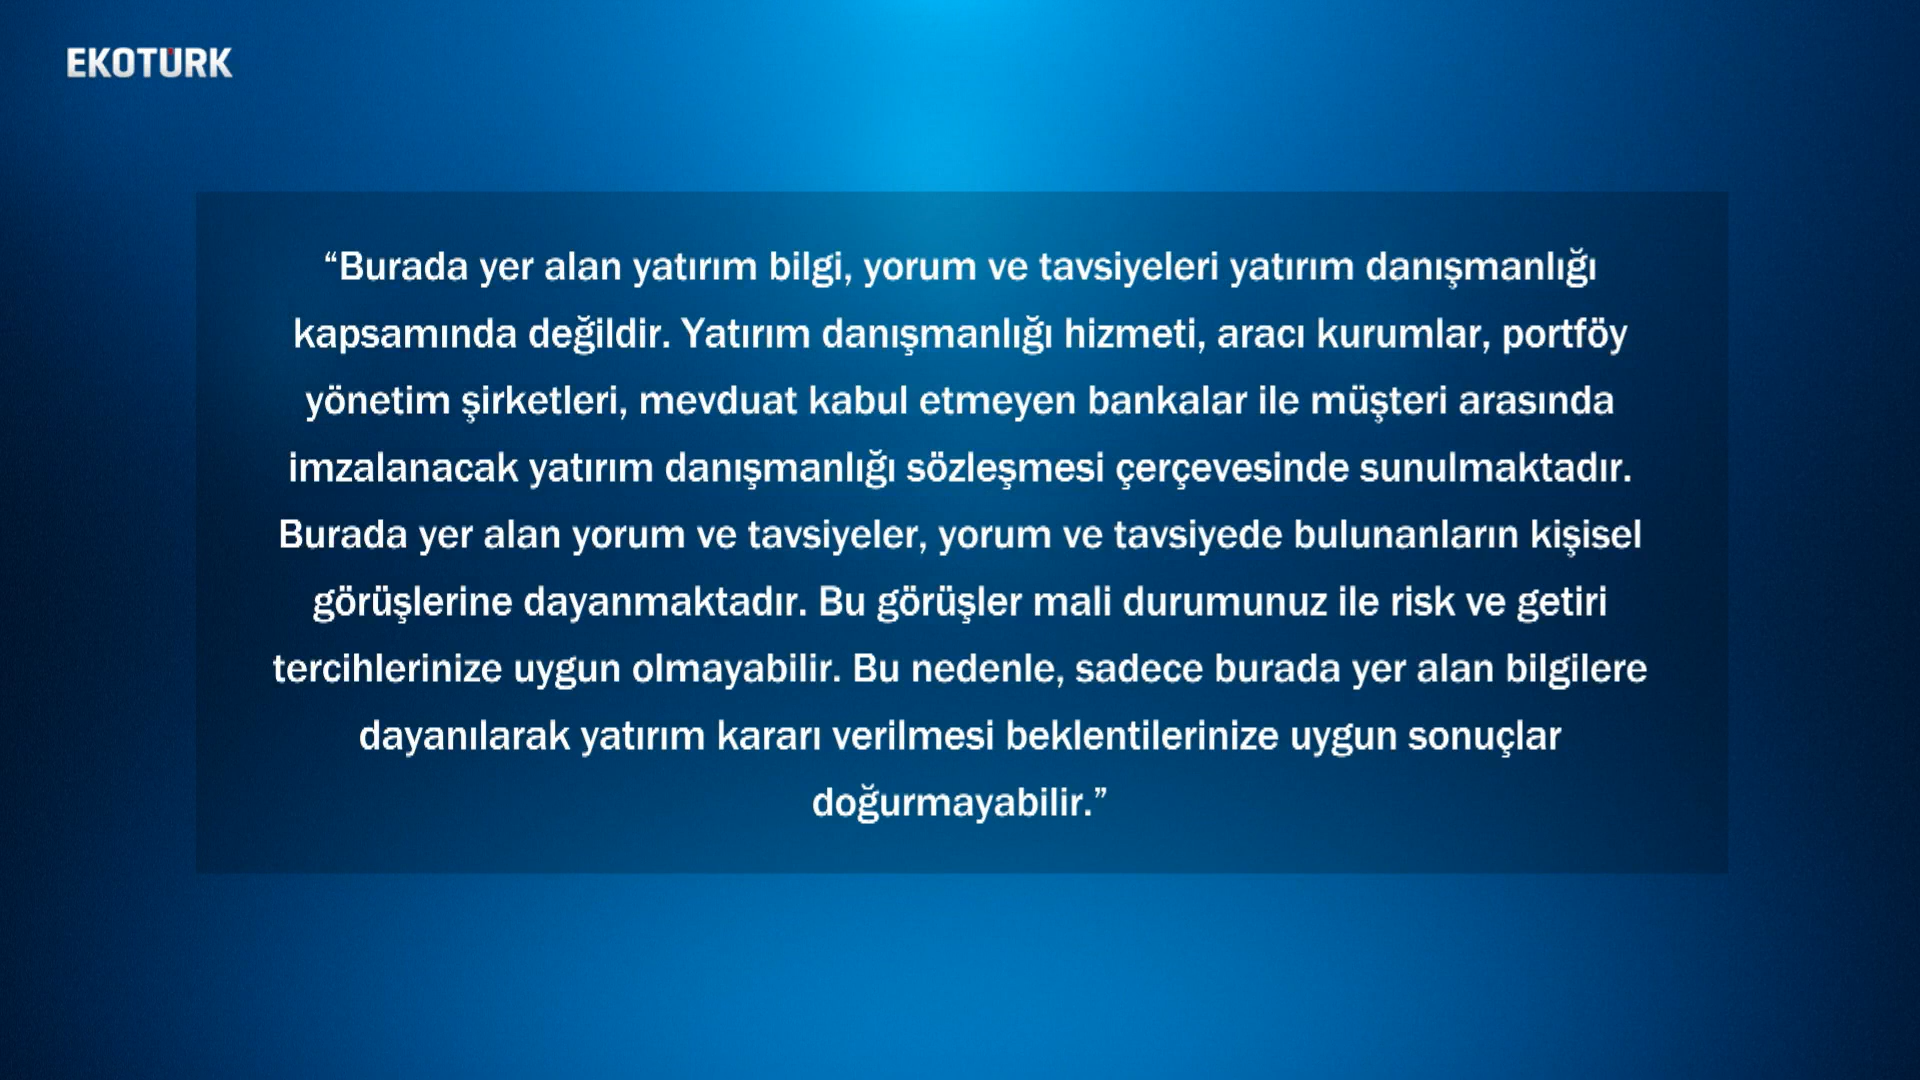 EKOTÜRK
“Burada yer alan yatırım bilgi, yorum ve tavsiyeleri yatırım danışmanlığı
kapsamında değildir. Yatırım danışmanlığı hizmeti, aracı kurumlar, portföy
yönetim şirketleri, mevduat kabul etmeyen bankalar ile müşteri arasında
imzalanacak yatırım danışmanlığı sözleşmesi çerçevesinde sunulmaktadır.
Burada yer alan yorum ve tavsiyeler, yorum ve tavsiyede bulunanların kişisel
görüşlerine dayanmaktadır. Bu görüşler mali durumunuz ile risk ve getiri
tercihlerinize uygun olmayabilir. Bu nedenle, sadece burada yer alan bilgilere
dayanılarak yatırım kararı verilmesi beklentilerinize uygun sonuçlar
doğurmayabilir.”